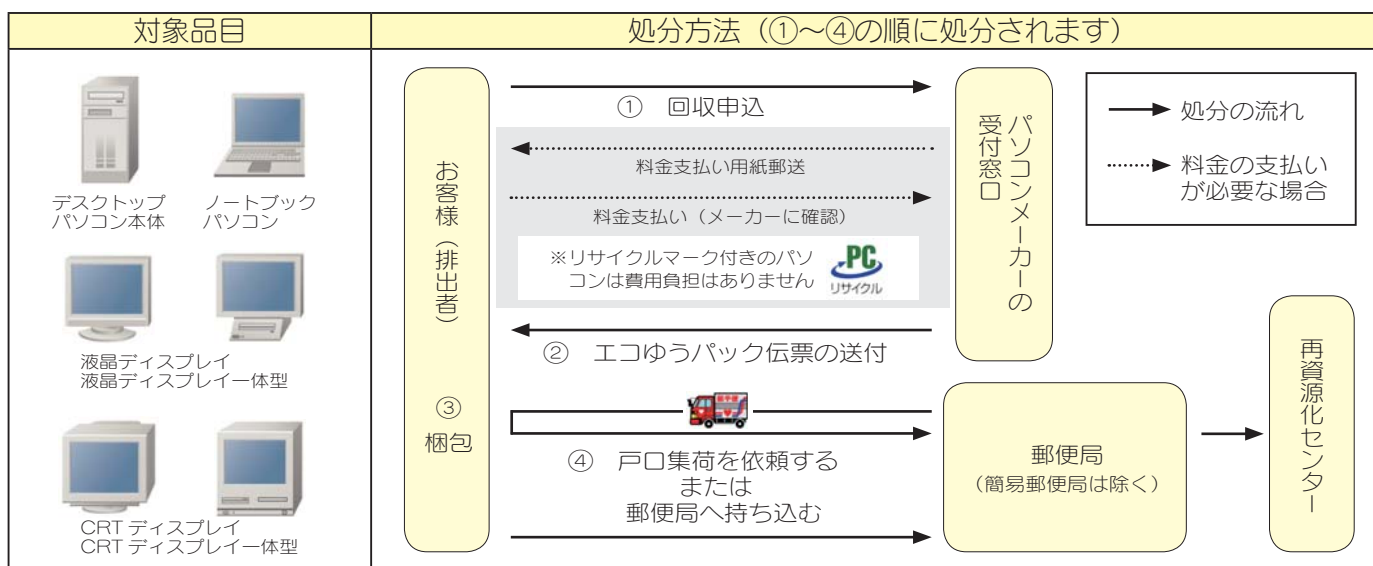 対象品目
処分方法（①〜④の順に処分されます）
デスクトップ
パソコン本体
ノートブック
パソコン
液晶ディスプレイ
液晶ディスプレイ一体型
CRT ディスプレイ
CRT ディスプレイ一体型
お客様（排出者）
③
梱包
① 回収申込
料金支払い用紙郵送
料金支払い（メーカーに確認）
※リサイクルマーク付きのパソ
コンは費用負担はありません
PC
リサイクル
② エコゆうパック伝票の送付
④ 戸口集荷を依頼する
または
郵便局へ持ち込む
パソコンメーカーの
受付窓口
郵便局
（簡易郵便局は除く）
再資源化センター
処分の流れ
料金の支払い
が必要な場合